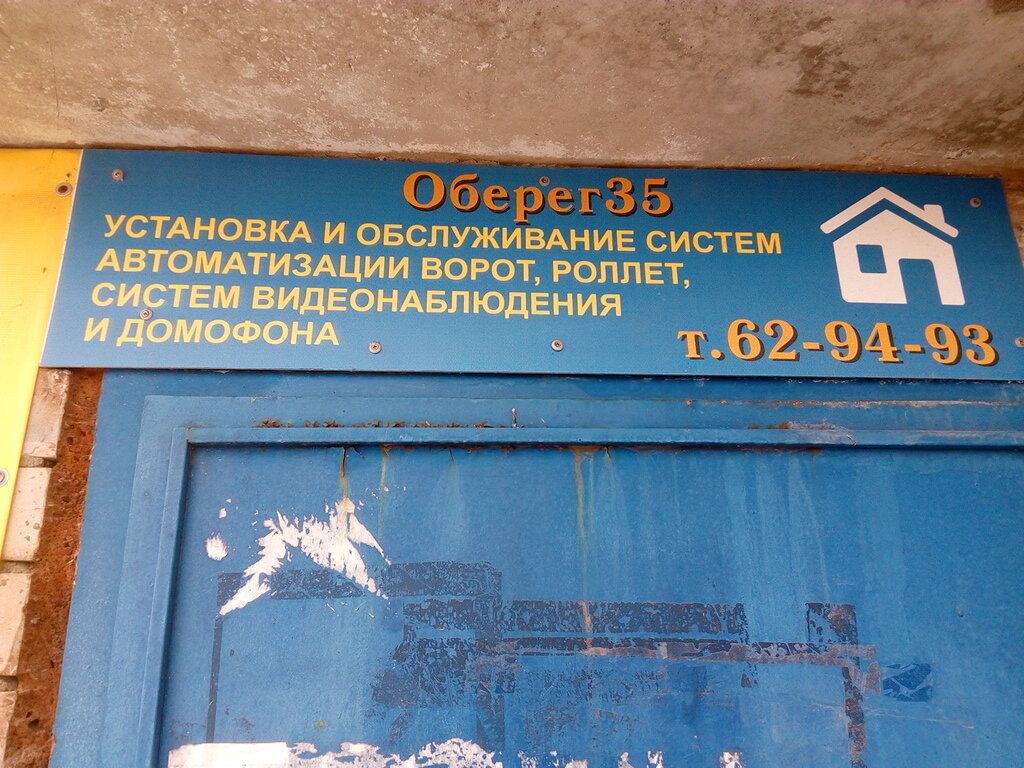 Оберег35
УСТАНОВКА И ОБСЛУЖИВАНИЕ СИСТЕМ
АВТОМАТИЗАЦИИ ВОРОТ, РОЛЛЕТ,
СИСТЕМ ВИДЕОНАБЛЮДЕНИЯ
И ДОМОФОНА
т.62-94-93